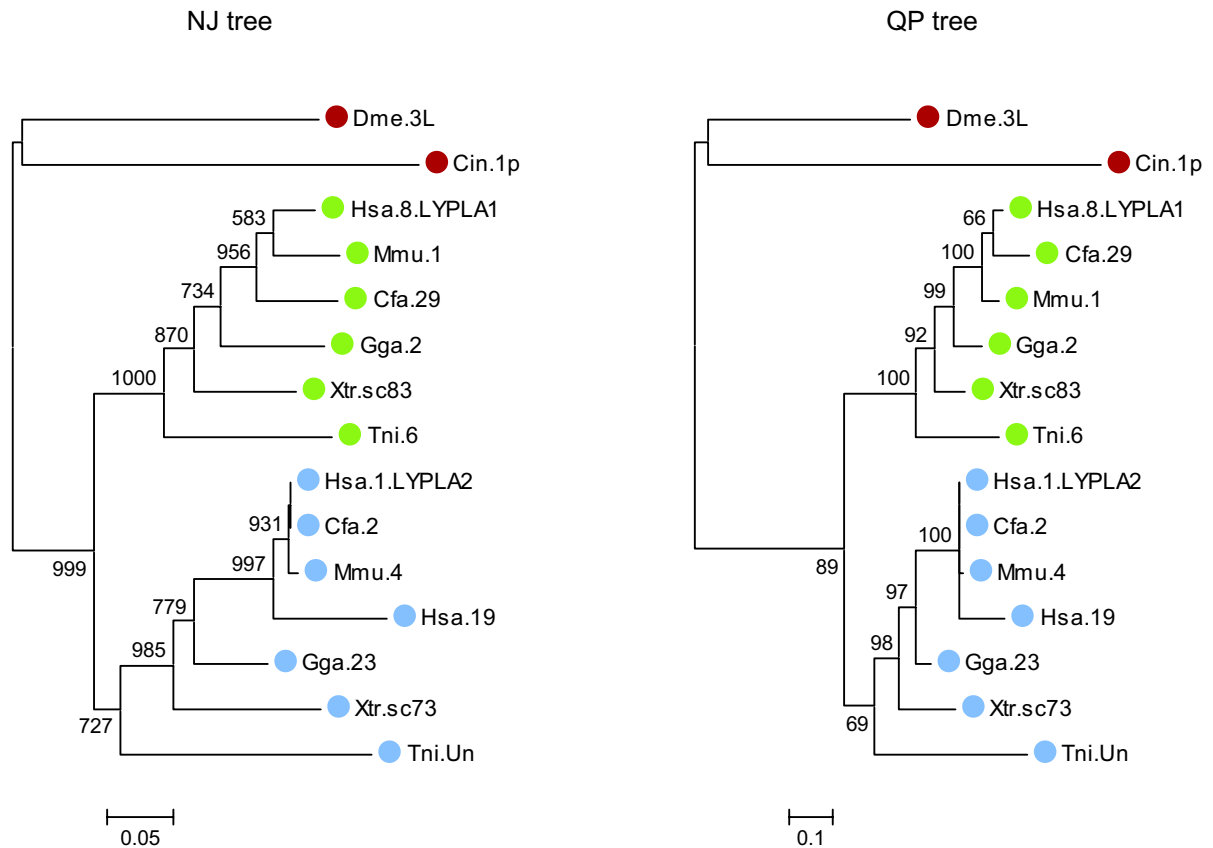 NJ tree
Dme.3L
Cin.1p
Hsa.8.LYPLA1
583
Mmu.1
956
Cfa.29
734
Gga.2
870
Xtr.sc83
1000
Tni.6
Hsa.1.LYPLA2
931
Cfa.2
997
Mmu.4
999
779
Hsa.19
985
Gga.23
Xtr.sc73
727
Tni.Un
0.05
QP tree
Dme.3L
Cin.1p
Hsa.8.LYPLA1
66
Cfa.29
100
Mmu.1
99
Gga.2
92
Xtr.sc83
100
Tni.6
Hsa.1.LYPLA2
Cfa.2
100
Mmu.4
89
97
Hsa.19
98
Gga.23
Xtr.sc73
69
Tni.Un
0.1